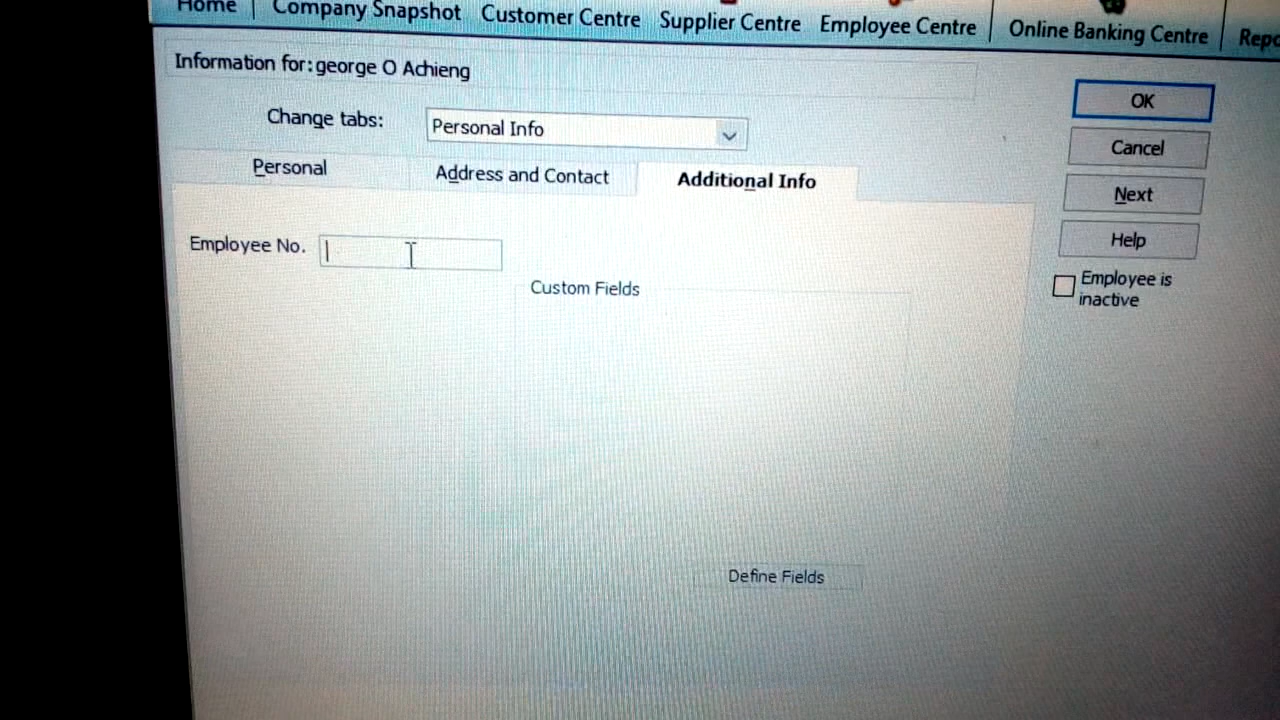 Home Company Snapshot Customer Centre Supplier Centre Employee Centre Online Banking Centre
Information for: george O Achieng
OK
Change tabs: Personal Info
Cancel
Personal Address and Contact Additional Info
Next
Employee No.
Help
Employee is
inactive
Custom Fields
Define Fields